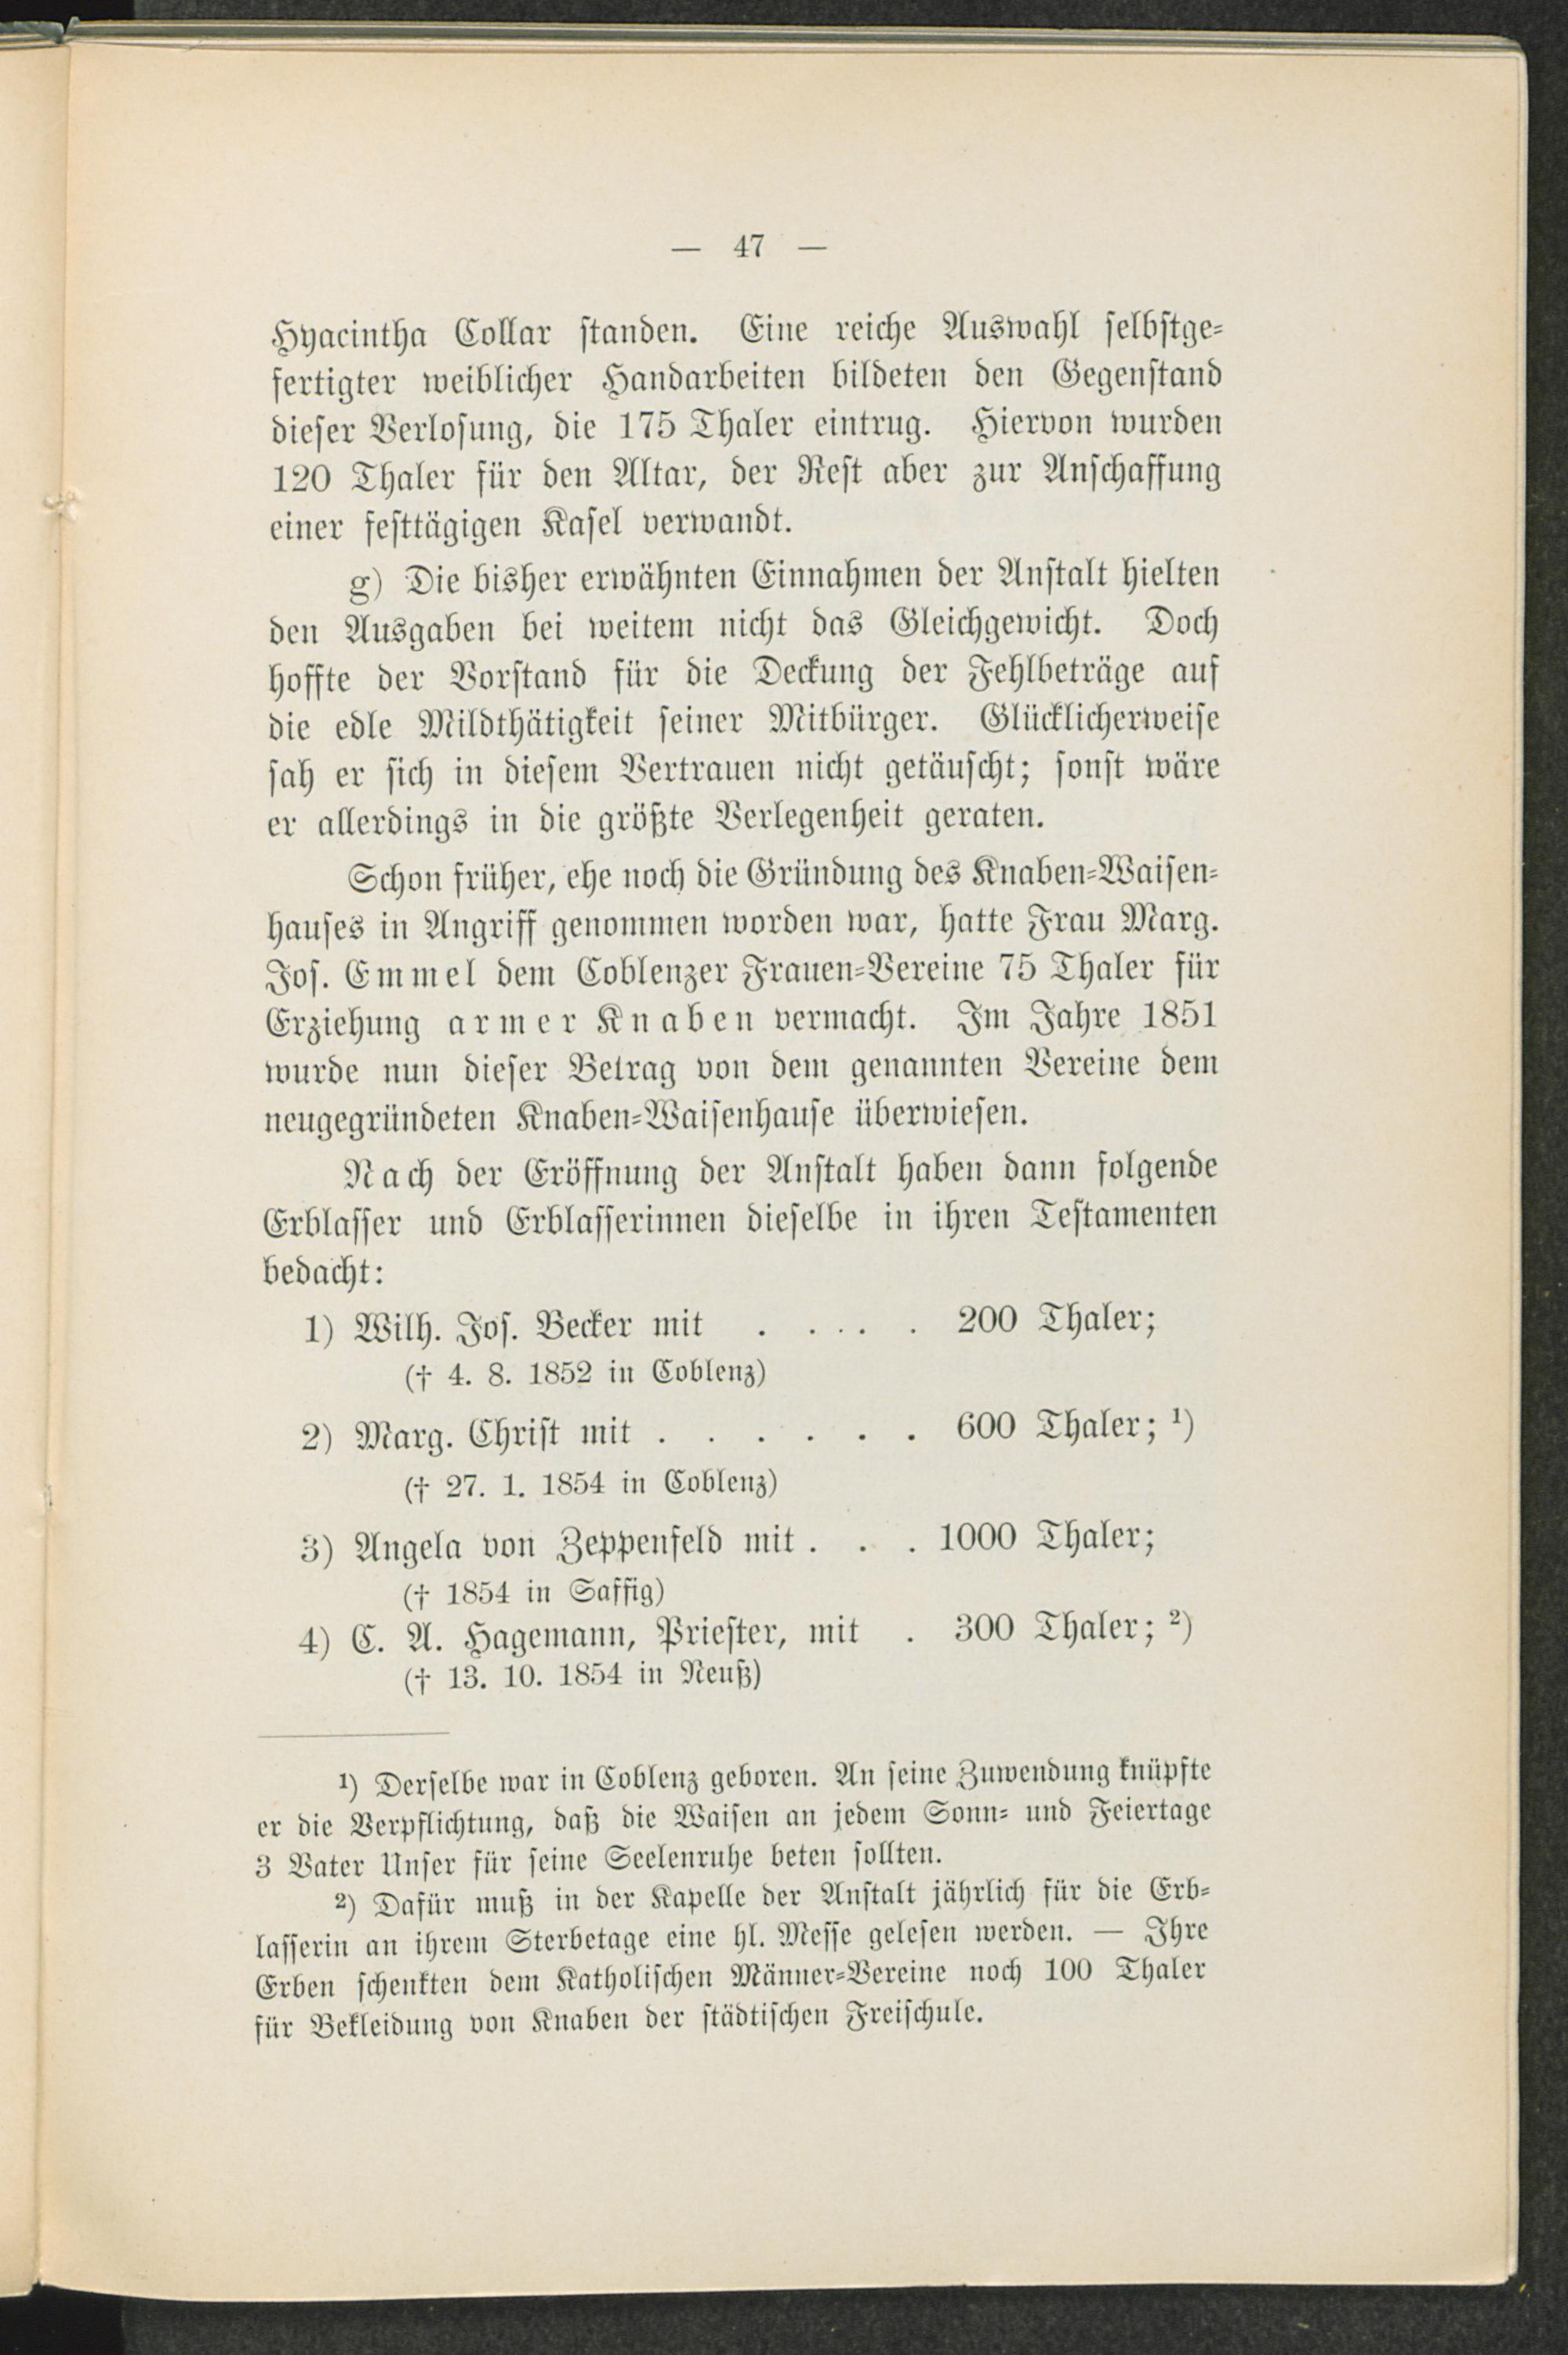 — 47 —
Hyacintha Collar standen. Eine reiche Auswahl selbstge-
fertigter weiblicher Handarbeiten bildeten den Gegenstand
dieser Verlosung, die 175 Thaler eintrug. Hiervon wurden
120 Thaler für den Altar, der Rest aber zur Anschaffung
einer festtägigen Kasel verwandt.
g) Die bisher erwähnten Einnahmen der Anstalt hielten
den Ausgaben bei weitem nicht das Gleichgewicht. Doch
hoffte der Vorstand für die Deckung der Fehlbeträge auf
die edle Mildthätigkeit seiner Mitbürger. Glücklicherweise
sah er sich in diesem Vertrauen nicht getäuscht; sonst wäre
er allerdings in die größte Verlegenheit geraten.
Schon früher, ehe noch die Gründung des Knaben-Waisen-
hauses in Angriff genommen worden war, hatte Frau Marg.
Jos. Emmel dem Coblenzer Frauen-Vereine 75 Thaler für
Erziehung armer Knaben vermacht. Im Jahre 1851
wurde nun dieser Betrag von dem genannten Vereine dem
neugegründeten Knaben-Waisenhause überwiesen.
Nach der Eröffnung der Anstalt haben dann folgende
Erblasser und Erblasserinnen dieselbe in ihren Testamenten
bedacht:
1) Wilh. Jos. Becker mit . . . . . 200 Thaler;
(† 4. 8. 1852 in Coblenz)
2) Marg. Christ mit . . . . . . 600 Thaler; ¹)
(† 27. 1. 1854 in Coblenz)
3) Angela von Zeppenfeld mit . . . 1000 Thaler;
(† 1854 in Saffig)
4) C. A. Hagemann, Priester, mit . 300 Thaler; ²)
(† 13. 10. 1854 in Neuß)
¹) Derselbe war in Coblenz geboren. An seine Zuwendung knüpfte
er die Verpflichtung, daß die Waisen an jedem Sonn- und Feiertage
3 Vater Unser für seine Seelenruhe beten sollten.
²) Dafür muß in der Kapelle der Anstalt jährlich für die Erb-
lasserin an ihrem Sterbetage eine hl. Messe gelesen werden. — Ihre
Erben schenkten dem Katholischen Männer-Vereine noch 100 Thaler
für Bekleidung von Knaben der städtischen Freischule.